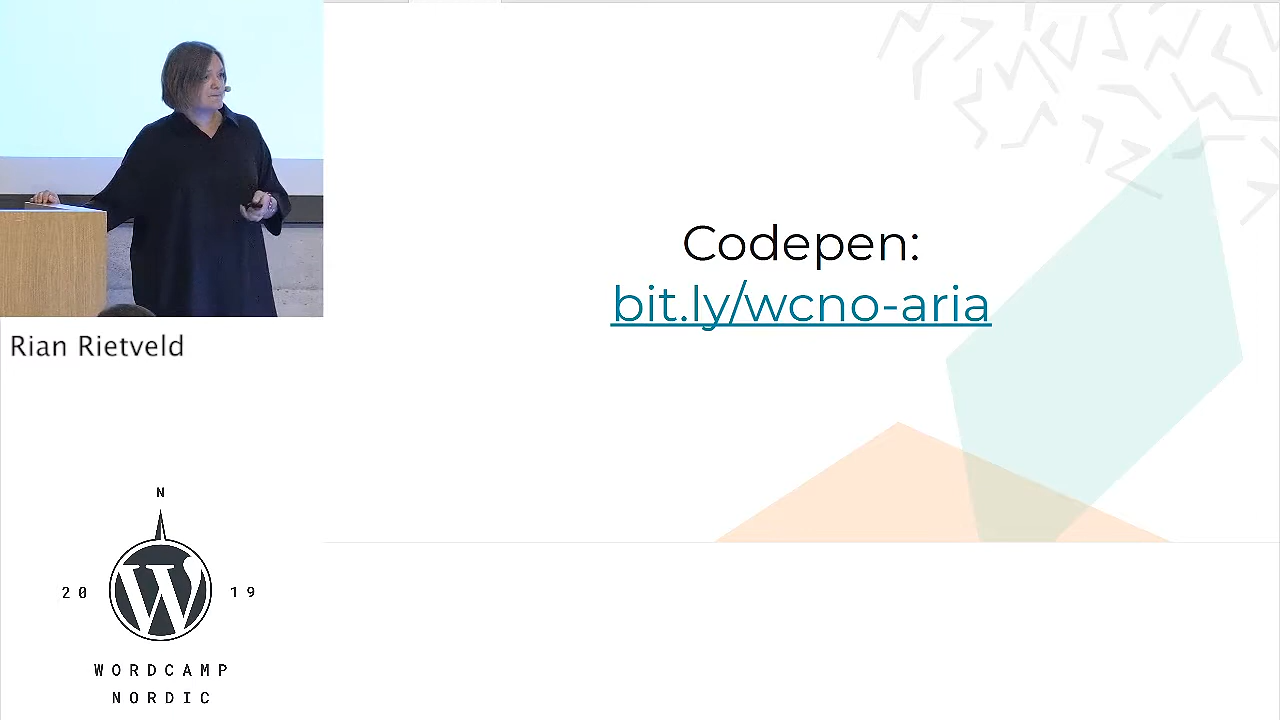 Codepen:
bit.ly/wcno-aria
Rian Rietveld
N
20 19
WORDCAMP
NORDIC